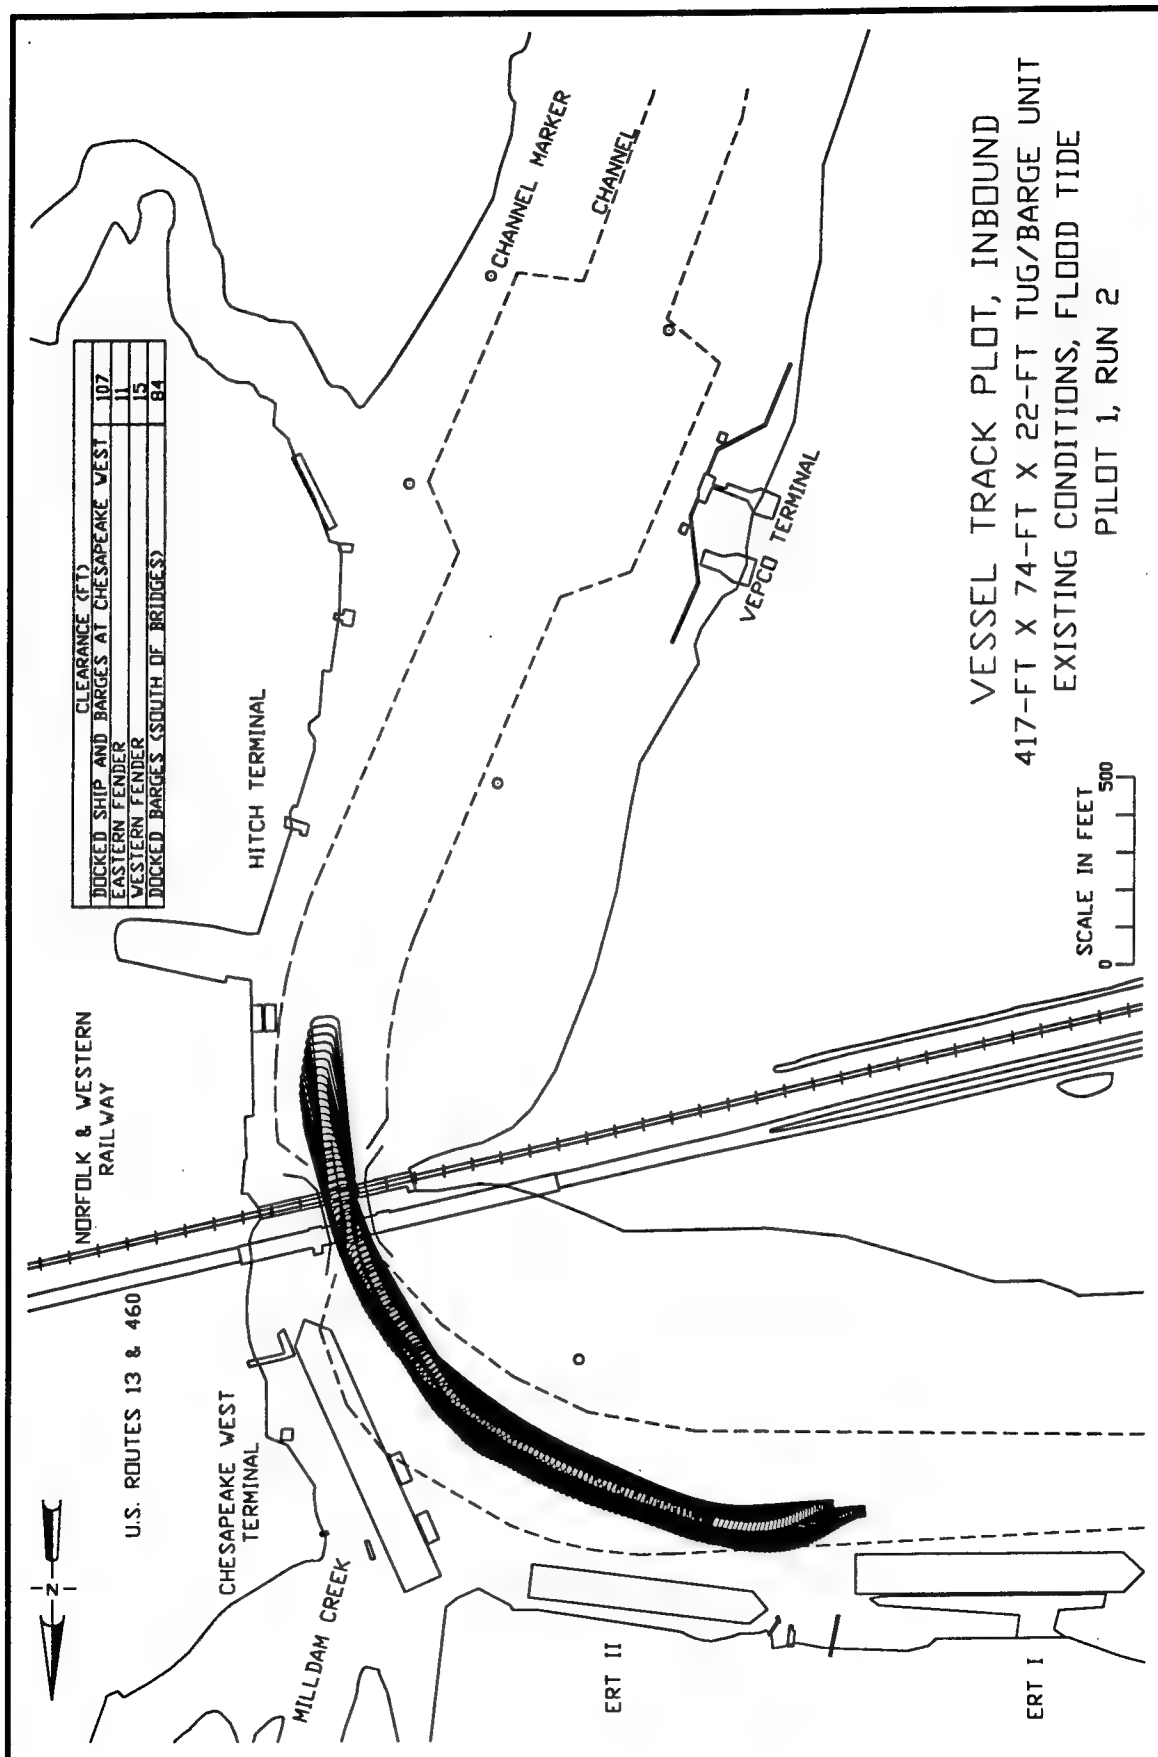 CLEARANCE (FT)
DOCKED SHIP AND BARGES AT CHESAPEAKE WEST 107
EASTERN FENDER 11
WESTERN FENDER 15
DOCKED BARGES (SOUTH OF BRIDGES) 84
N
U.S. ROUTES 13 & 460
NORFOLK & WESTERN
RAILWAY
HITCH TERMINAL
CHESAPEAKE WEST
TERMINAL
MILLDAM CREEK
CHANNEL MARKER
CHANNEL
VEPCO TERMINAL
ERT II
ERT I
SCALE IN FEET
0 500
VESSEL TRACK PLOT, INBOUND
417-FT X 74-FT X 22-FT TUG/BARGE UNIT
EXISTING CONDITIONS, FLOOD TIDE
PILOT 1, RUN 2